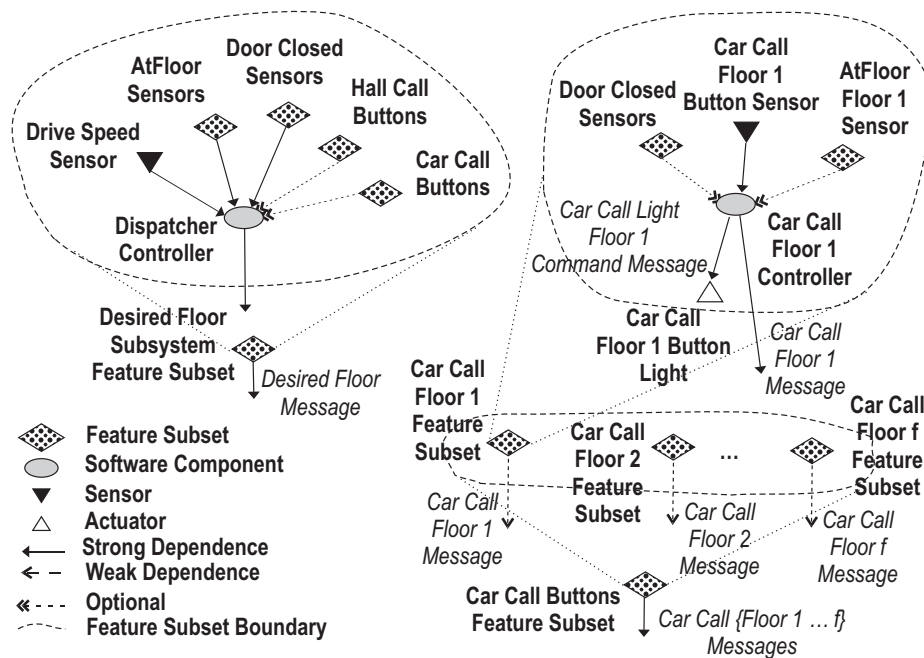 AtFloor
Sensors
Door Closed
Sensors
Hall Call
Buttons
Drive Speed
Sensor
Car Call
Buttons
Dispatcher
Controller
Desired Floor
Subsystem
Feature Subset
Desired Floor
Message
Door Closed
Sensors
Car Call
Floor 1
Button Sensor
AtFloor
Floor 1
Sensor
Car Call Light
Floor 1
Command Message
Car Call
Floor 1
Controller
Car Call
Floor 1 Button
Light
Car Call
Floor 1
Message
Car Call
Floor 1
Feature
Subset
Car Call
Floor 2
Feature
Subset
...
Car Call
Floor f
Feature
Subset
Car Call
Floor 1
Message
Car Call
Floor 2
Message
Car Call
Floor f
Message
Car Call Buttons
Feature Subset
Car Call {Floor 1 ... f}
Messages
Feature Subset
Software Component
Sensor
Actuator
Strong Dependence
Weak Dependence
Optional
Feature Subset Boundary